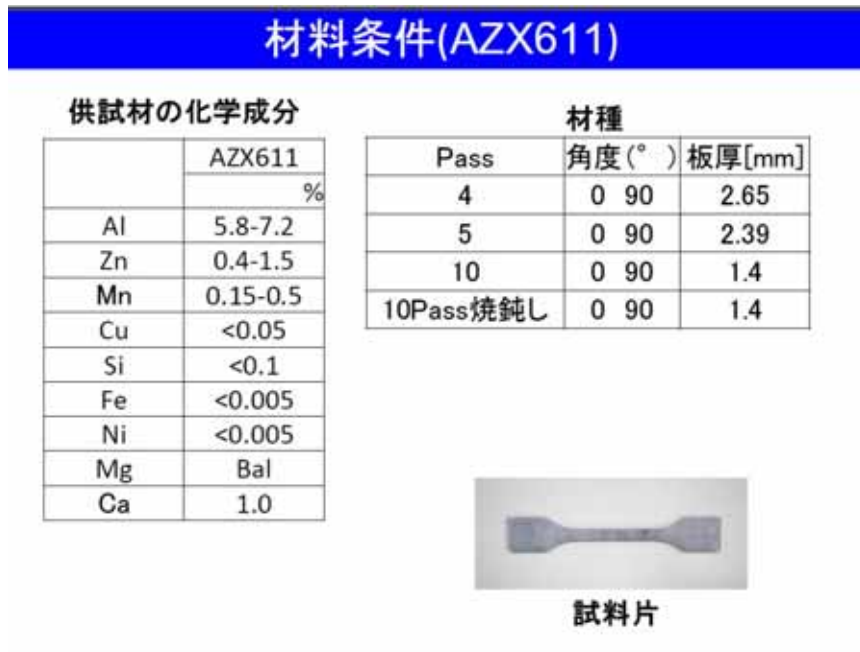 材料条件(AZX611)
供試材の化学成分
AZX611
%
Al 5.8-7.2
Zn 0.4-1.5
Mn 0.15-0.5
Cu <0.05
Si <0.1
Fe <0.005
Ni <0.005
Mg Bal
Ca 1.0
材種
Pass 角度(° ) 板厚[mm]
4 0 90 2.65
5 0 90 2.39
10 0 90 1.4
10Pass焼鈍し 0 90 1.4
試料片